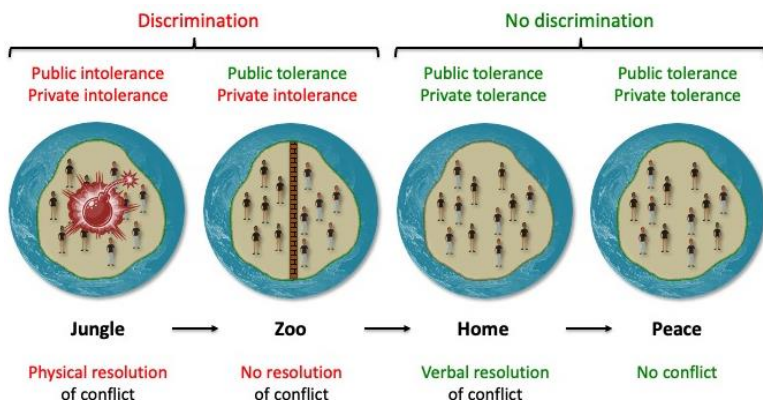 Discrimination
No discrimination
Public intolerance
Private intolerance
Public tolerance
Private intolerance
Public tolerance
Private tolerance
Public tolerance
Private tolerance
Jungle
Zoo
Home
Peace
Physical resolution
of conflict
No resolution
of conflict
Verbal resolution
of conflict
No conflict